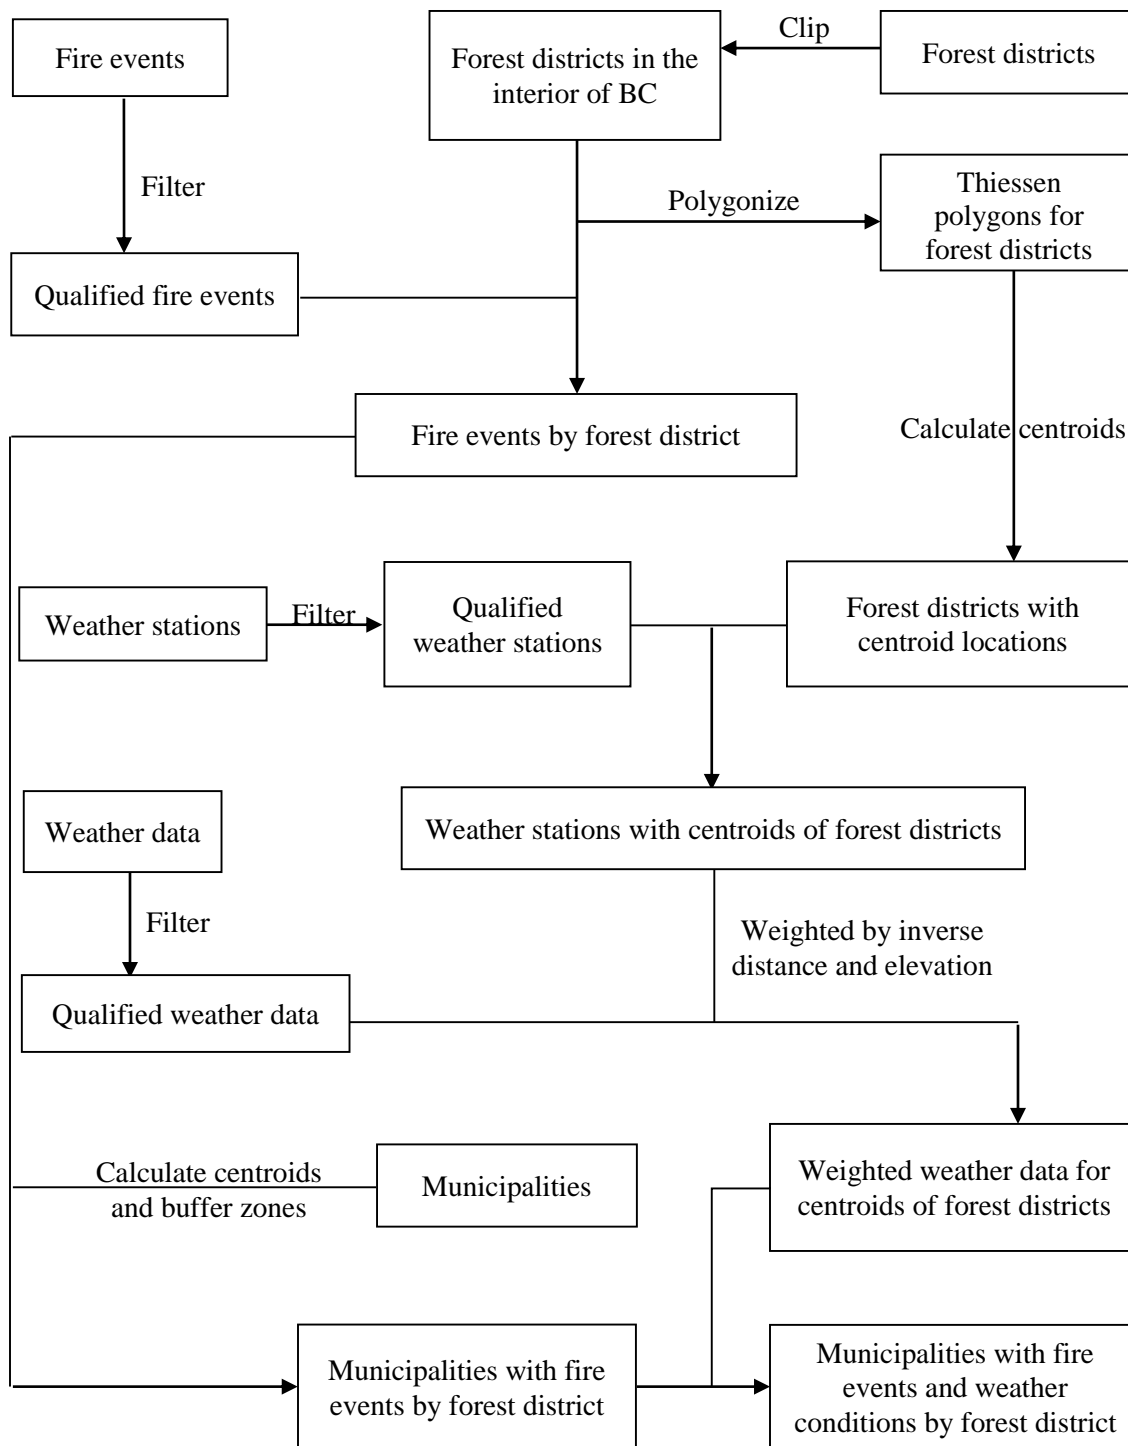 Fire events
Forest districts in the
interior of BC
Clip
Forest districts
Filter
Polygonize
Thiessen
polygons for
forest districts
Qualified fire events
Fire events by forest district
Calculate centroids
Weather stations
Filter
Qualified
weather stations
Forest districts with
centroid locations
Weather data
Weather stations with centroids of forest districts
Filter
Weighted by inverse
distance and elevation
Qualified weather data
Calculate centroids
and buffer zones
Municipalities
Weighted weather data for
centroids of forest districts
Municipalities with fire
events by forest district
Municipalities with fire
events and weather
conditions by forest district